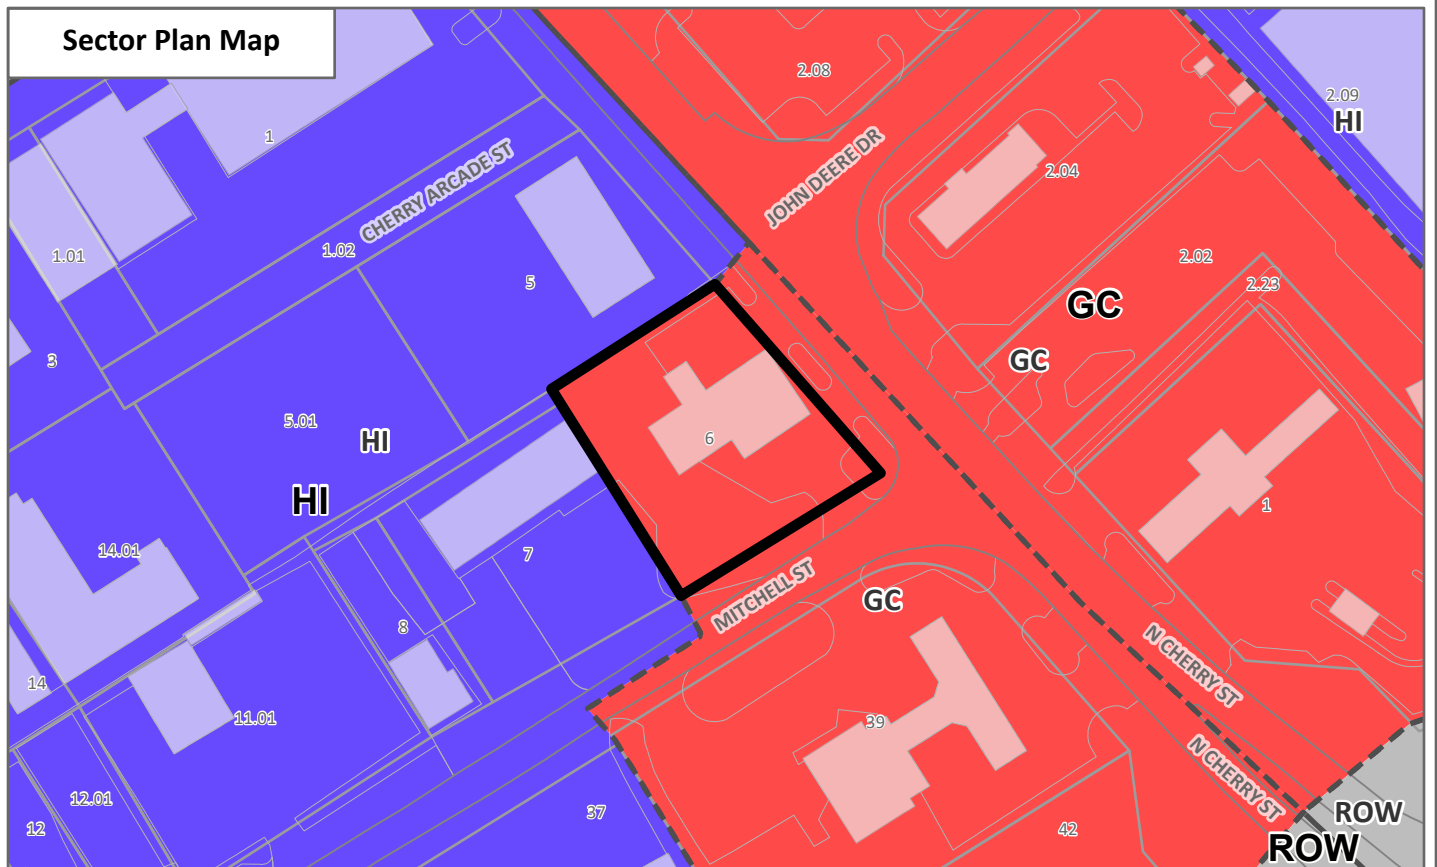 Sector Plan Map
2.08
2.09
HI
1
CHERRY ARCADE ST
JOHN DEERE DR
2.04
1.01
1.02
5
2.02
2.23
GC
GC
3
5.01
HI
6
HI
1
14.01
7
MITCHELL ST
GC
8
N CHERRY ST
14
11.01
39
N CHERRY ST
12.01
37
ROW
12
42
ROW